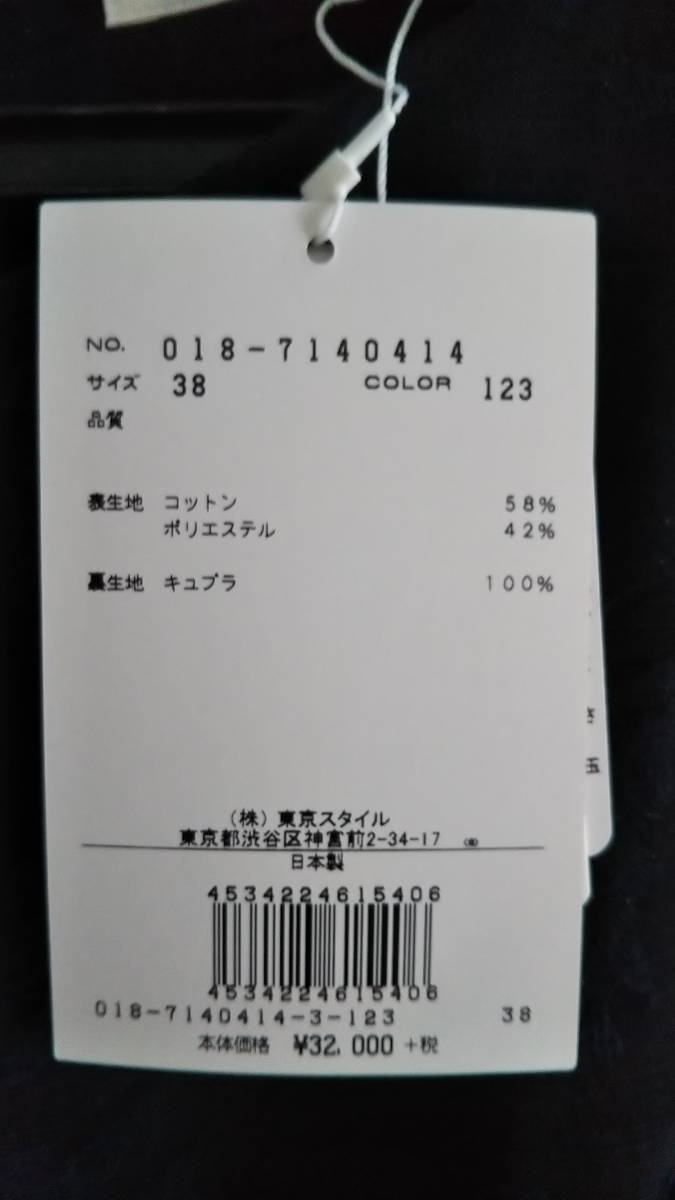 NO. 018-7140414
サイズ 38 COLOR 123
品質
表生地 コットン 58%
ポリエステル 42%
裏生地 キュプラ 100%
(株)東京スタイル
東京都渋谷区神宮前2-34-17
日本製
4534224615406
4534224615406
018-7140414-3-123 38
本体価格 ¥32,000 +税
玉